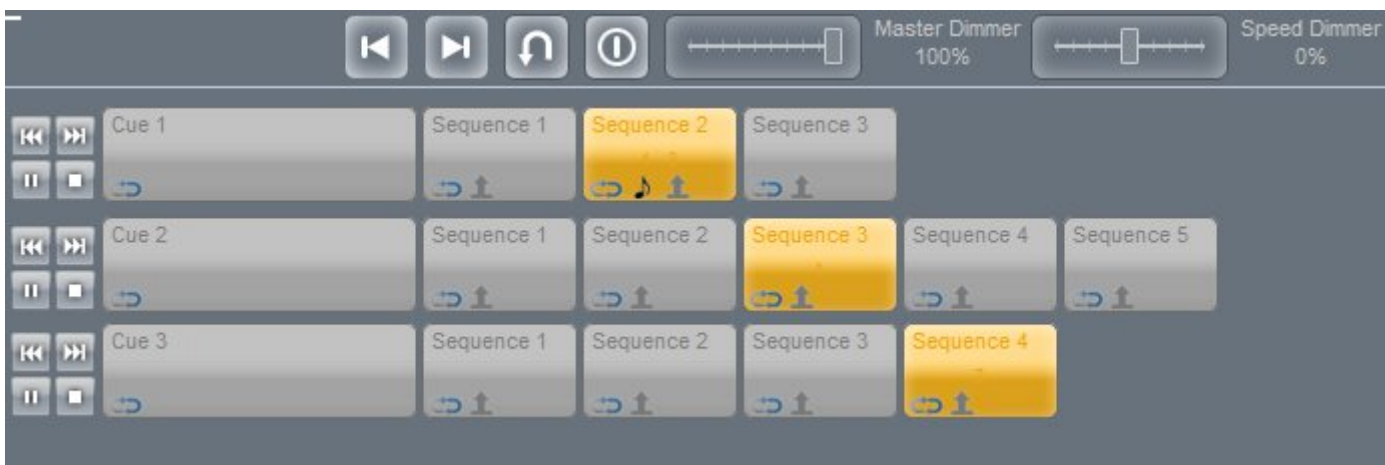 Master Dimmer
100%
Speed Dimmer
0%
Cue 1
Sequence 1
Sequence 2
Sequence 3
Cue 2
Sequence 1
Sequence 2
Sequence 3
Sequence 4
Sequence 5
Cue 3
Sequence 1
Sequence 2
Sequence 3
Sequence 4